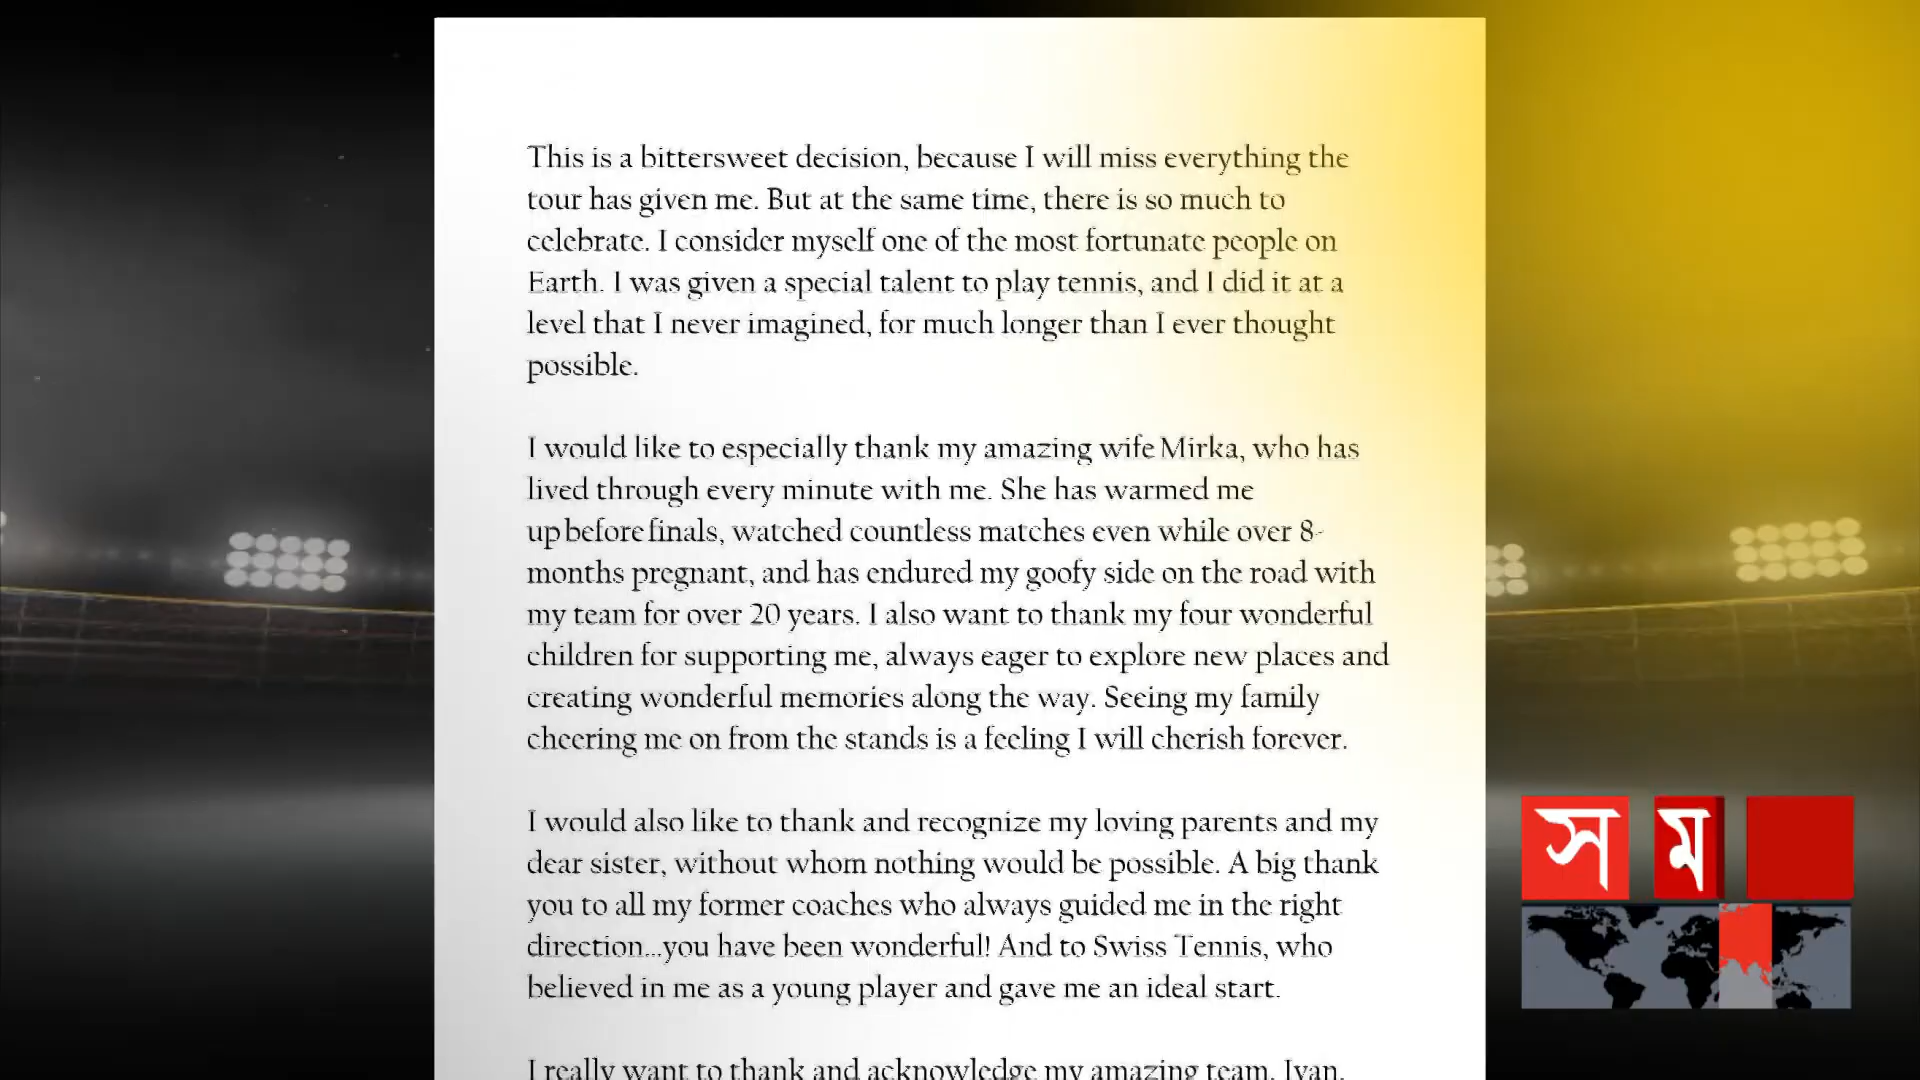 This is a bittersweet decision, because I will miss everything the
tour has given me. But at the same time, there is so much to
celebrate. I consider myself one of the most fortunate people on
Earth. I was given a special talent to play tennis, and I did it at a
level that I never imagined, for much longer than I ever thought
possible.
I would like to especially thank my amazing wife Mirka, who has
lived through every minute with me. She has warmed me
up before finals, watched countless matches even while over 8-
months pregnant, and has endured my goofy side on the road with
my team for over 20 years. I also want to thank my four wonderful
children for supporting me, always eager to explore new places and
creating wonderful memories along the way. Seeing my family
cheering me on from the stands is a feeling I will cherish forever.
I would also like to thank and recognize my loving parents and my
dear sister, without whom nothing would be possible. A big thank
you to all my former coaches who always guided me in the right
direction...you have been wonderful! And to Swiss Tennis, who
believed in me as a young player and gave me an ideal start.
I really want to thank and acknowledge my amazing team, Ivan,
স ম